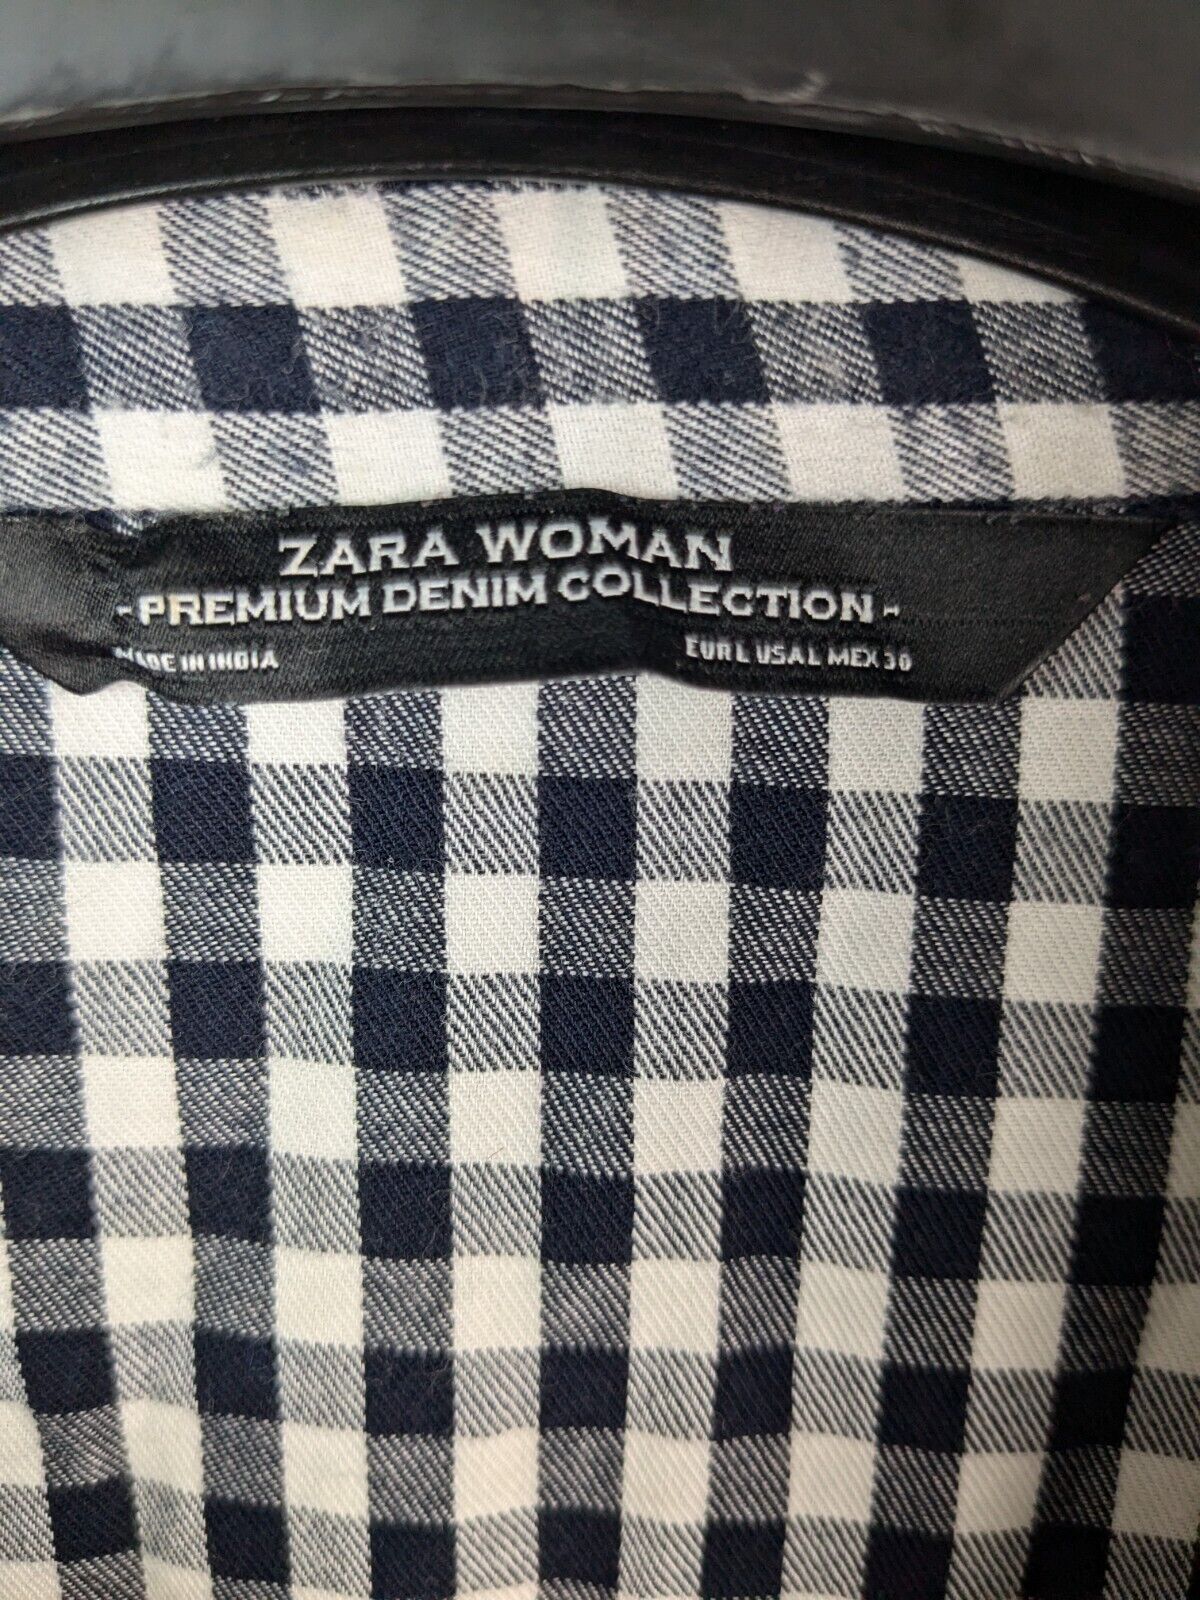 ZARA WOMAN
-PREMIUM DENIM COLLECTION-
MADE IN INDIA EUR L USA L MEX 30